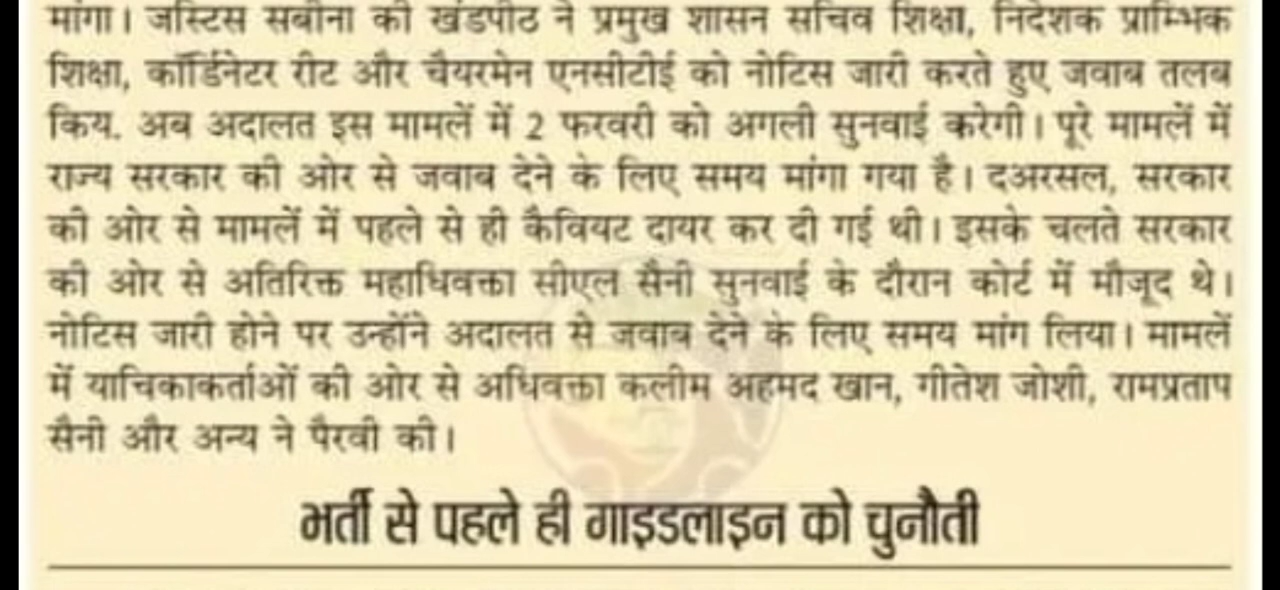 मांगा। जस्टिस सबीना की खंडपीठ ने प्रमुख शासन सचिव शिक्षा, निदेशक प्राम्भिक
शिक्षा, कॉर्डिनेटर रीट और चैयरमेन एनसीटीई को नोटिस जारी करते हुए जवाब तलब
किय. अब अदालत इस मामलें में 2 फरवरी को अगली सुनवाई करेगी। पूरे मामलें में
राज्य सरकार की ओर से जवाब देने के लिए समय मांगा गया है। दअरसल, सरकार
की ओर से मामलें में पहले से ही कैवियट दायर कर दी गई थी। इसके चलते सरकार
की ओर से अतिरिक्त महाधिवक्ता सीएल सैनी सुनवाई के दौरान कोर्ट में मौजूद थे।
नोटिस जारी होने पर उन्होंने अदालत से जवाब देने के लिए समय मांग लिया। मामलें
में याचिकाकर्ताओं की ओर से अधिवक्ता कलीम अहमद खान, गीतेश जोशी, रामप्रताप
सैनी और अन्य ने पैरवी की।
भर्ती से पहले ही गाइडलाइन को चुनौती